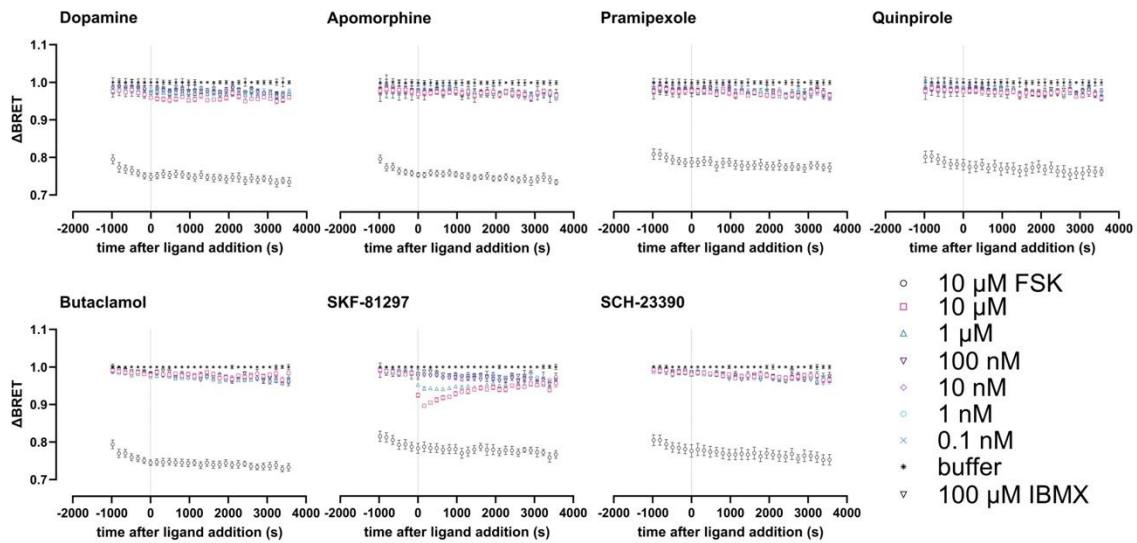 Dopamine
Apomorphine
Pramipexole
Quinpirole
ΔBRET
1.1
1.0
0.9
0.8
0.7
-2000 -1000 0 1000 2000 3000 4000
-2000 -1000 0 1000 2000 3000 4000
-2000 -1000 0 1000 2000 3000 4000
-2000 -1000 0 1000 2000 3000 4000
time after ligand addition (s)
time after ligand addition (s)
time after ligand addition (s)
time after ligand addition (s)
Butaclamol
SKF-81297
SCH-23390
ΔBRET
1.1
1.0
0.9
0.8
0.7
-2000 -1000 0 1000 2000 3000 4000
-2000 -1000 0 1000 2000 3000 4000
-2000 -1000 0 1000 2000 3000 4000
time after ligand addition (s)
time after ligand addition (s)
time after ligand addition (s)
10 µM FSK
10 µM
1 µM
100 nM
10 nM
1 nM
0.1 nM
buffer
100 µM IBMX